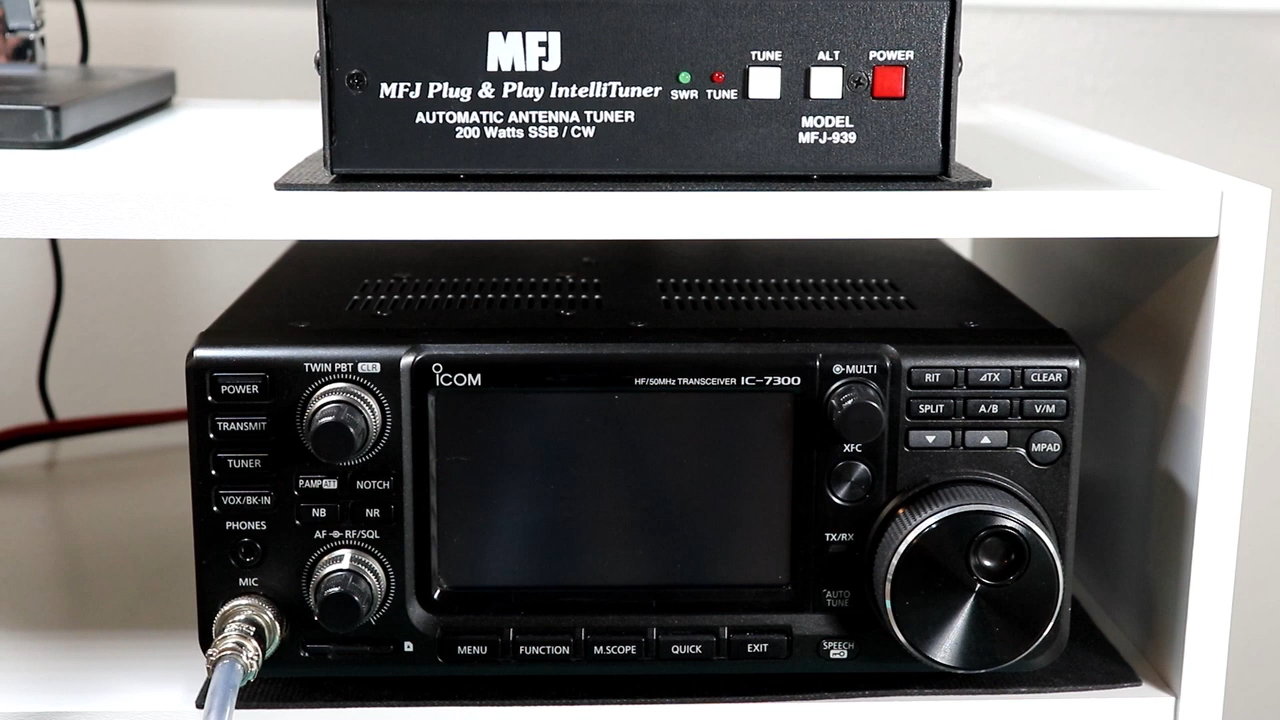 MFJ
MFJ Plug & Play IntelliTuner
AUTOMATIC ANTENNA TUNER
200 Watts SSB / CW
SWR TUNE
TUNE ALT POWER
MODEL
MFJ-939
POWER
TRANSMIT
TUNER
VOX/BK-IN
PHONES
MIC
TWIN PBT CLR
P.AMP ATT NOTCH
NB NR
AF RF/SQL
ICOM
HF/50MHz TRANSCEIVER IC-7300
MENU FUNCTION M.SCOPE QUICK EXIT
MULTI
XFC
TX/RX
AUTO
TUNE
SPEECH
RIT ⊿TX CLEAR
SPLIT A/B V/M
▼ ▲ MPAD